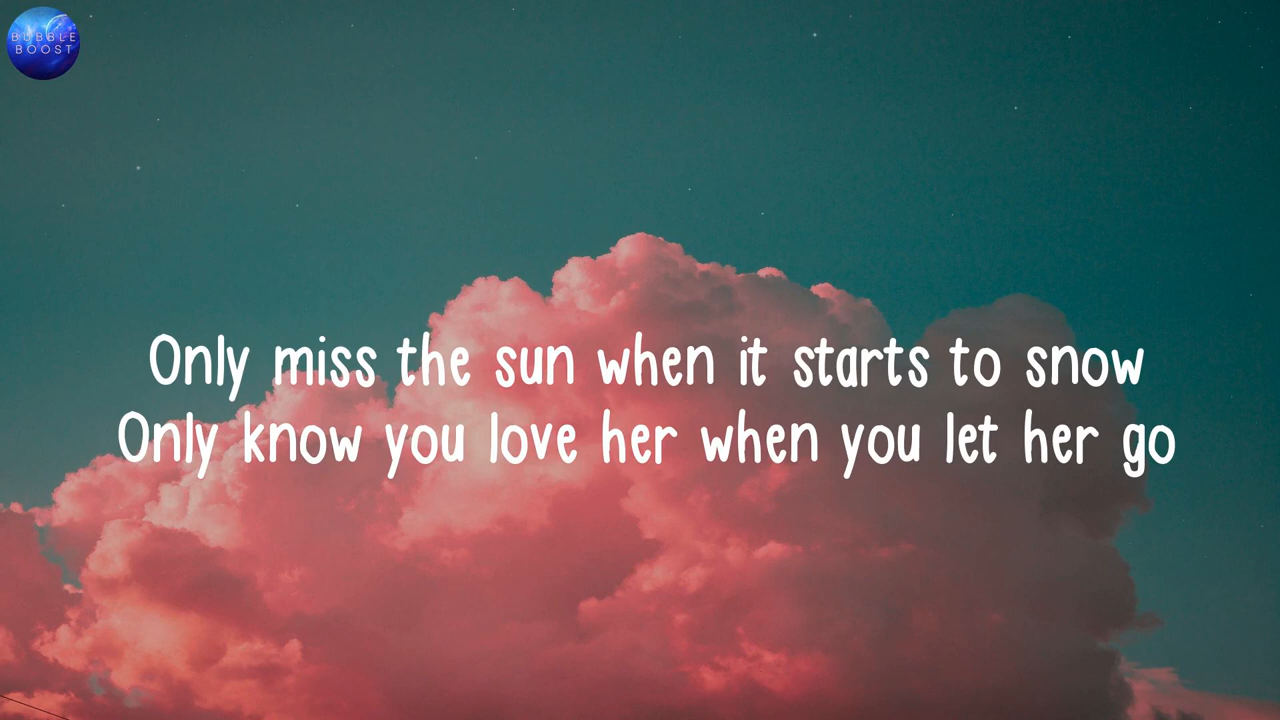 BUBBLE
BOOST
Only miss the sun when it starts to snow
Only know you love her when you let her go